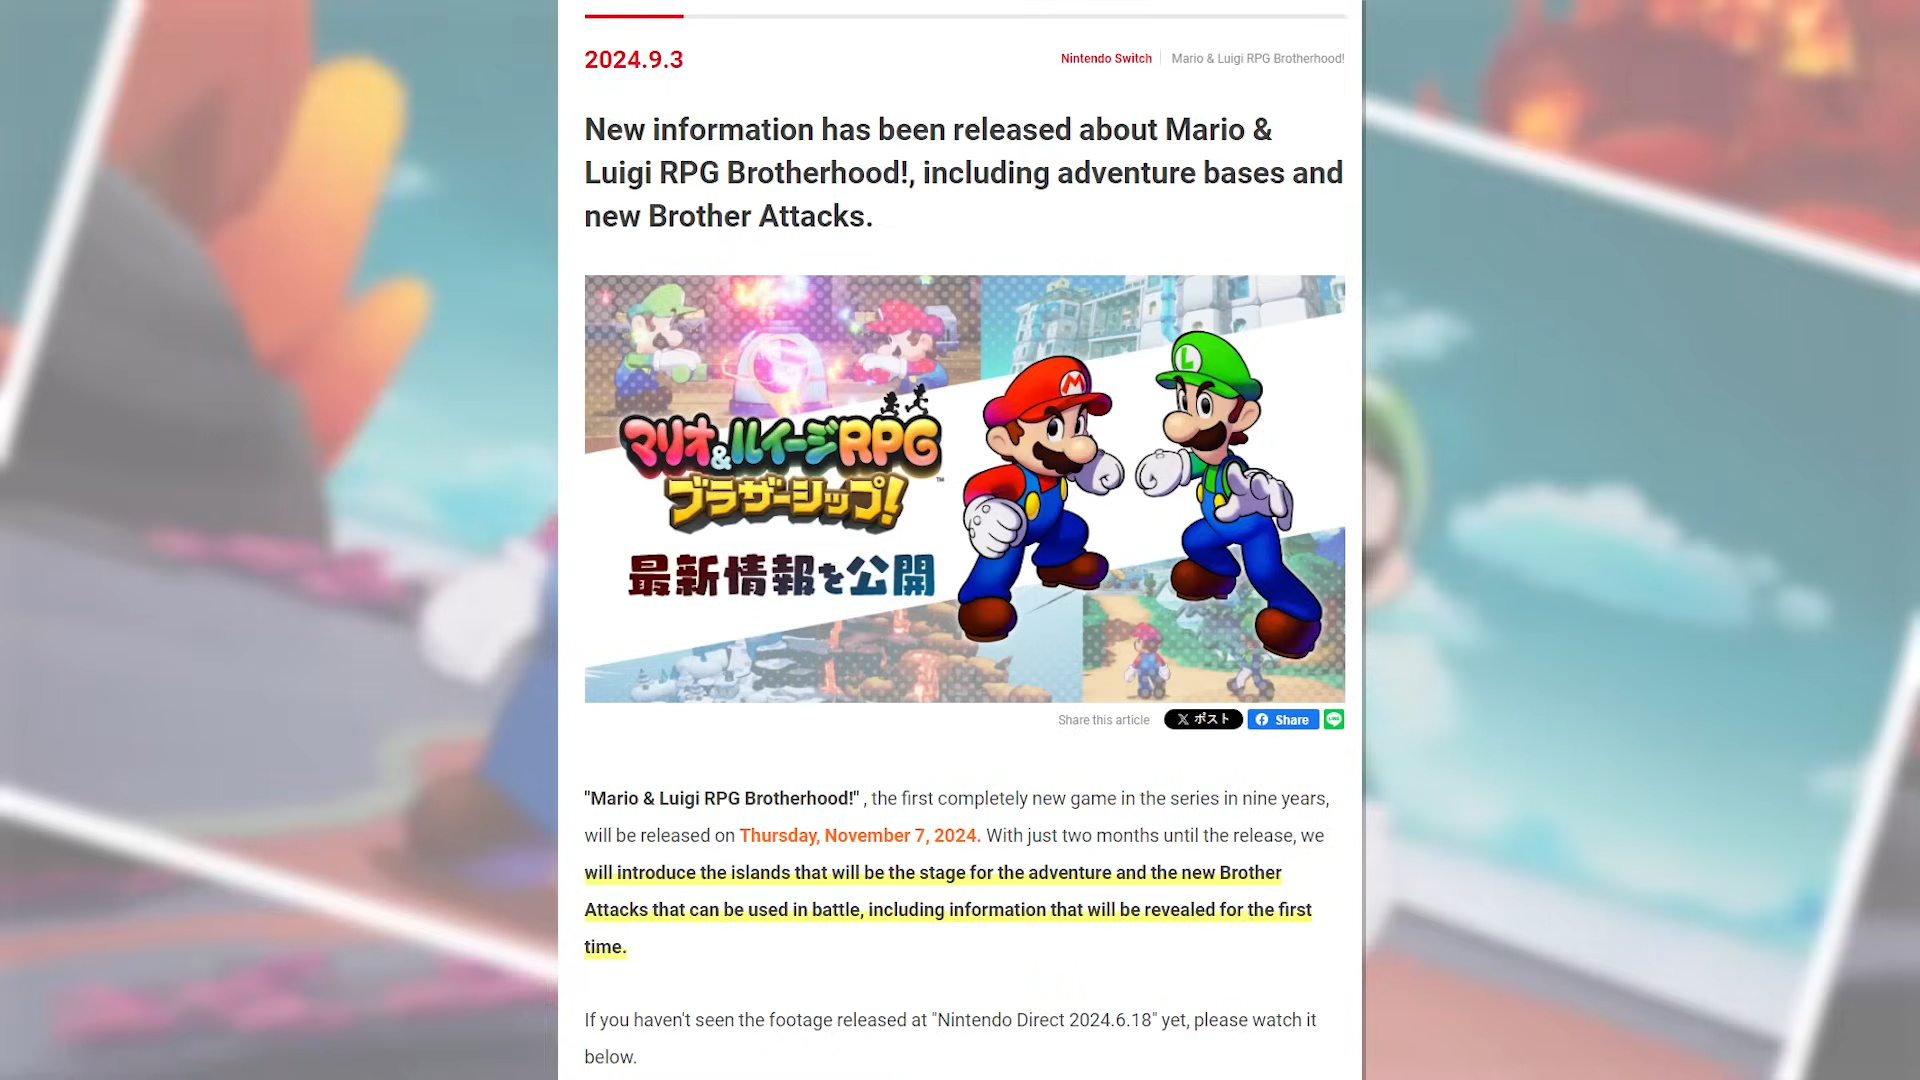 2024.9.3
Nintendo Switch
Mario & Luigi RPG Brotherhood!
New information has been released about Mario &
Luigi RPG Brotherhood!, including adventure bases and
new Brother Attacks.
M
L
マリオ&ルイージRPG
ブラザーシップ!
TM
最新情報を公開
Share this article
X ポスト
Share
"Mario & Luigi RPG Brotherhood!" , the first completely new game in the series in nine years,
will be released on Thursday, November 7, 2024. With just two months until the release, we
will introduce the islands that will be the stage for the adventure and the new Brother
Attacks that can be used in battle, including information that will be revealed for the first
time.
If you haven't seen the footage released at "Nintendo Direct 2024.6.18" yet, please watch it
below.